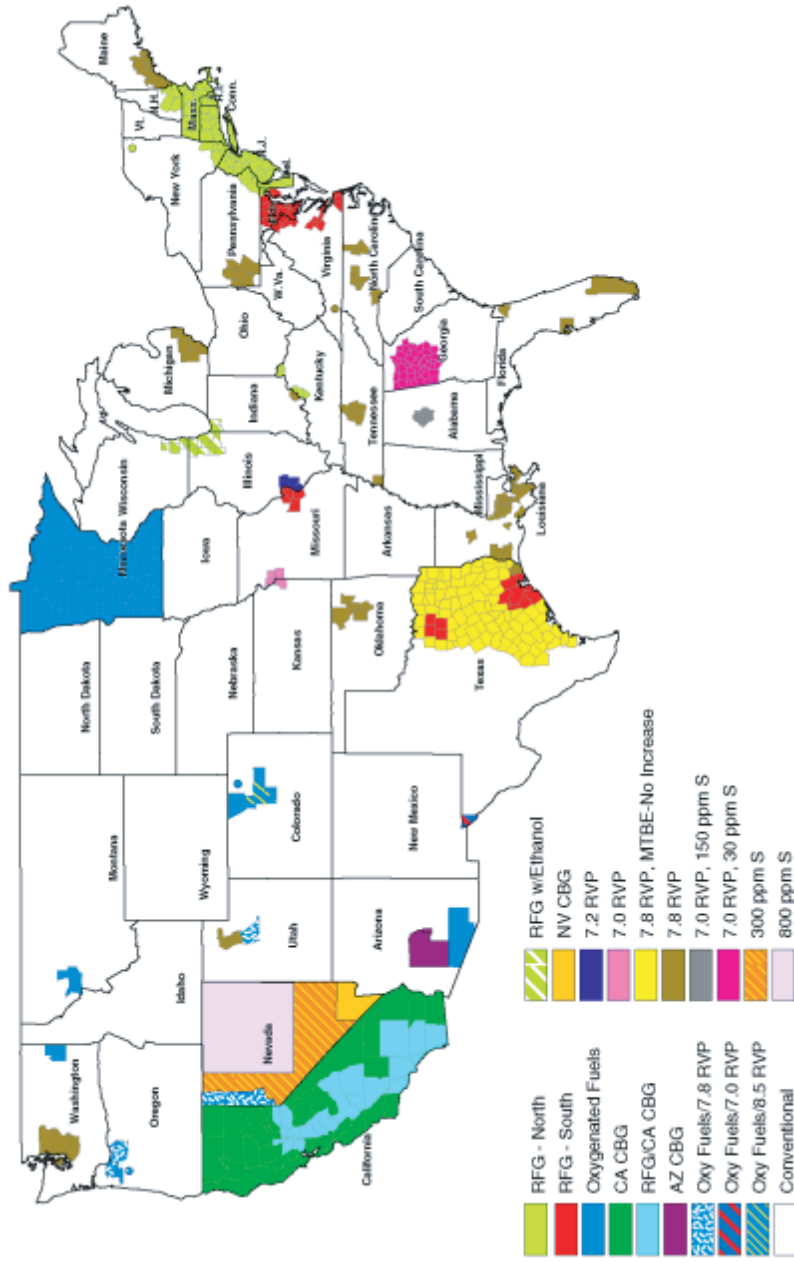 Maine
Vt.
N.H.
Mass.
R.I.
Conn.
New York
N.J.
Del.
Pennsylvania
Virginia
W.Va.
North Carolina
South Carolina
Ohio
Michigan
Kentucky
Georgia
Florida
Indiana
Tennessee
Alabama
Wisconsin
Illinois
Mississippi
Minnesota
Iowa
Missouri
Arkansas
Louisiana
North Dakota
South Dakota
Nebraska
Kansas
Oklahoma
Texas
Montana
Wyoming
Colorado
New Mexico
Idaho
Utah
Arizona
Washington
Oregon
Nevada
California
RFG - North
RFG - South
Oxygenated Fuels
CA CBG
RFG/CA CBG
AZ CBG
Oxy Fuels/7.8 RVP
Oxy Fuels/7.0 RVP
Oxy Fuels/8.5 RVP
Conventional
RFG w/Ethanol
NV CBG
7.2 RVP
7.0 RVP
7.8 RVP, MTBE-No Increase
7.8 RVP
7.0 RVP, 150 ppm S
7.0 RVP, 30 ppm S
300 ppm S
800 ppm S